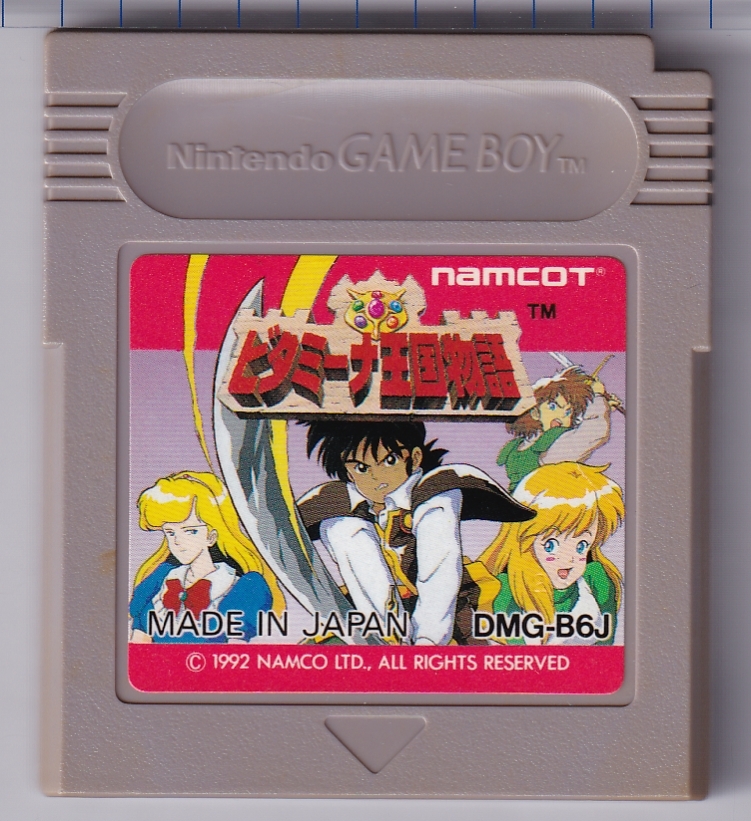 Nintendo GAME BOY TM
namcot®
TM
ビタミーナ王国物語
MADE IN JAPAN DMG-B6J
© 1992 NAMCO LTD., ALL RIGHTS RESERVED